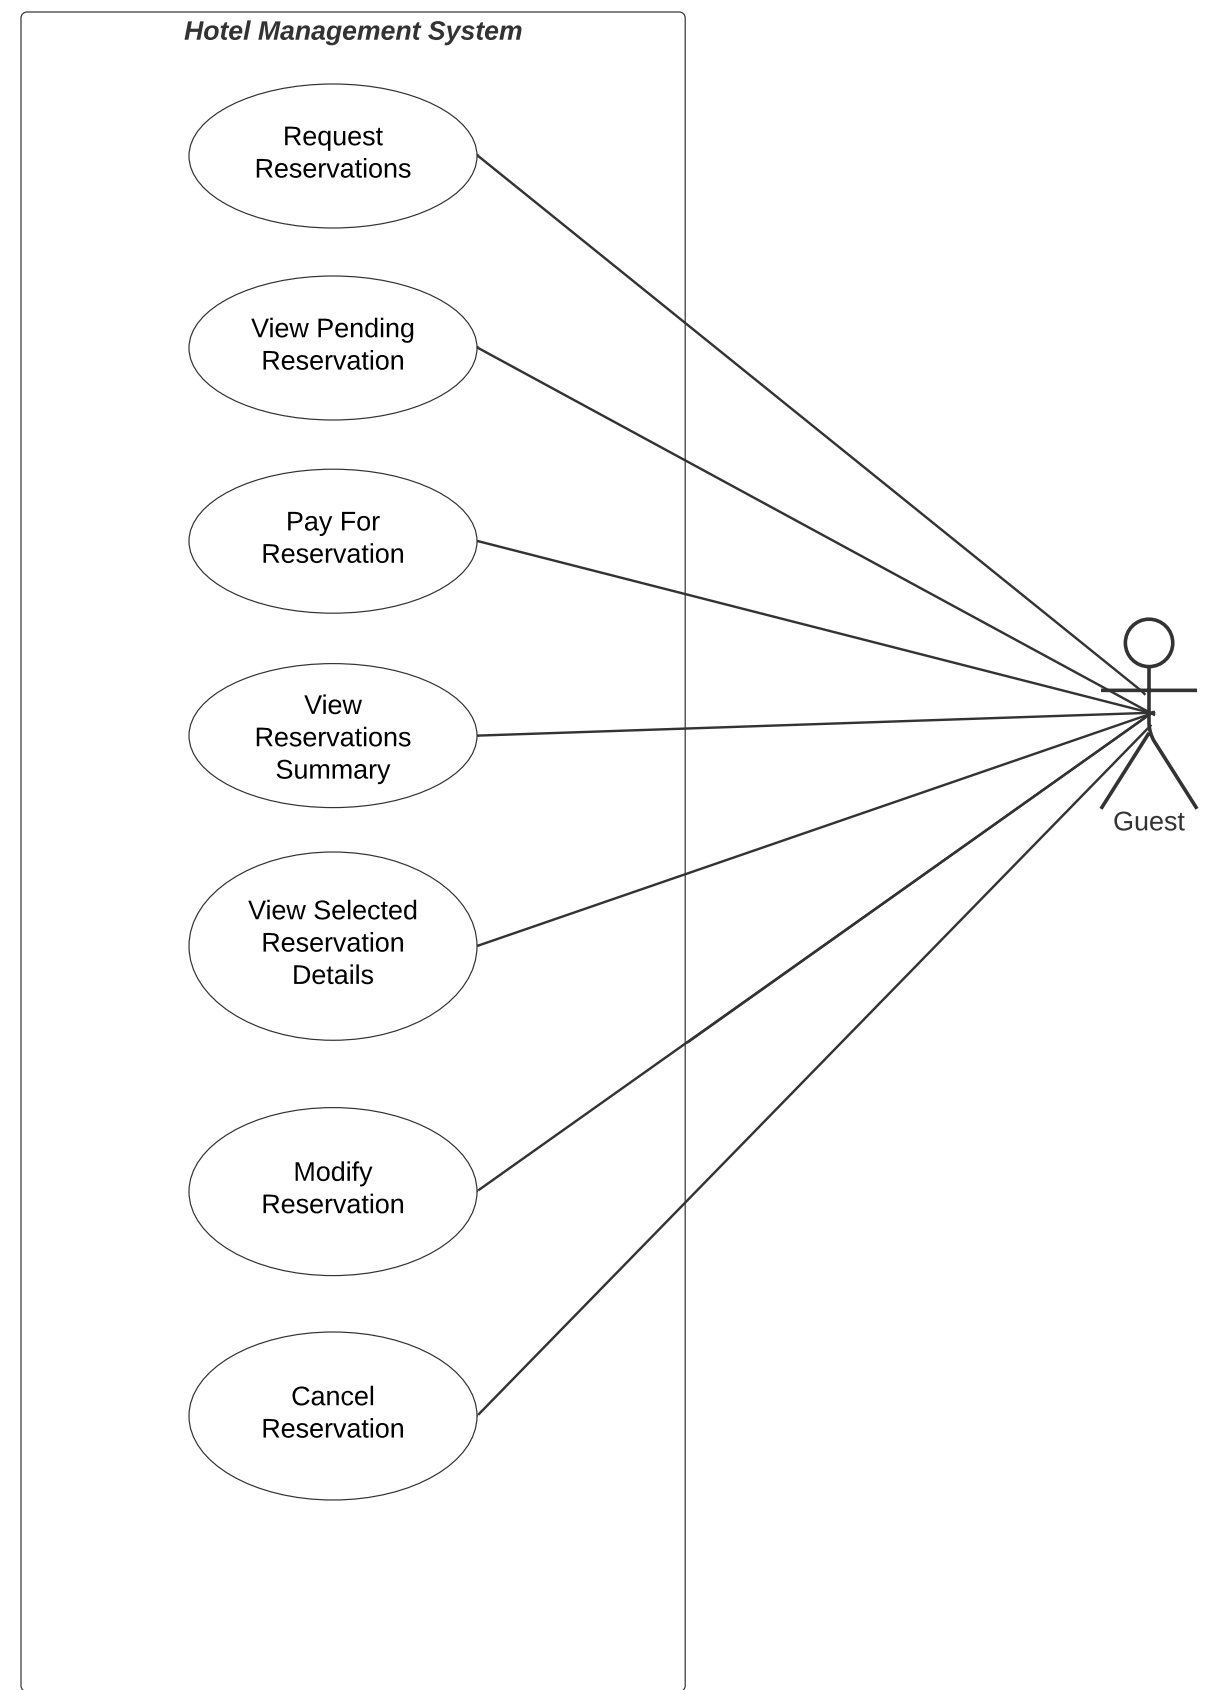 Hotel Management System
Request
Reservations
View Pending
Reservation
Pay For
Reservation
View
Reservations
Summary
View Selected
Reservation
Details
Modify
Reservation
Cancel
Reservation
Guest